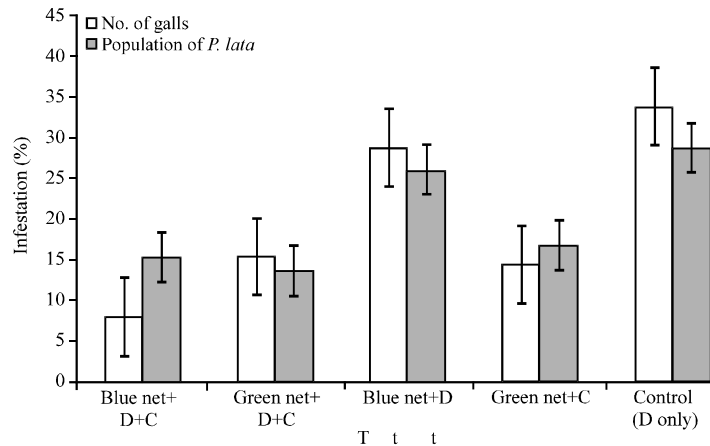 45
No. of galls
Population of P. lata
40
35
30
25
20
15
10
5
0
Infestation (%)
Blue net+
D+C
Green net+
D+C
Blue net+D
Green net+C
Control
(D only)
T t t